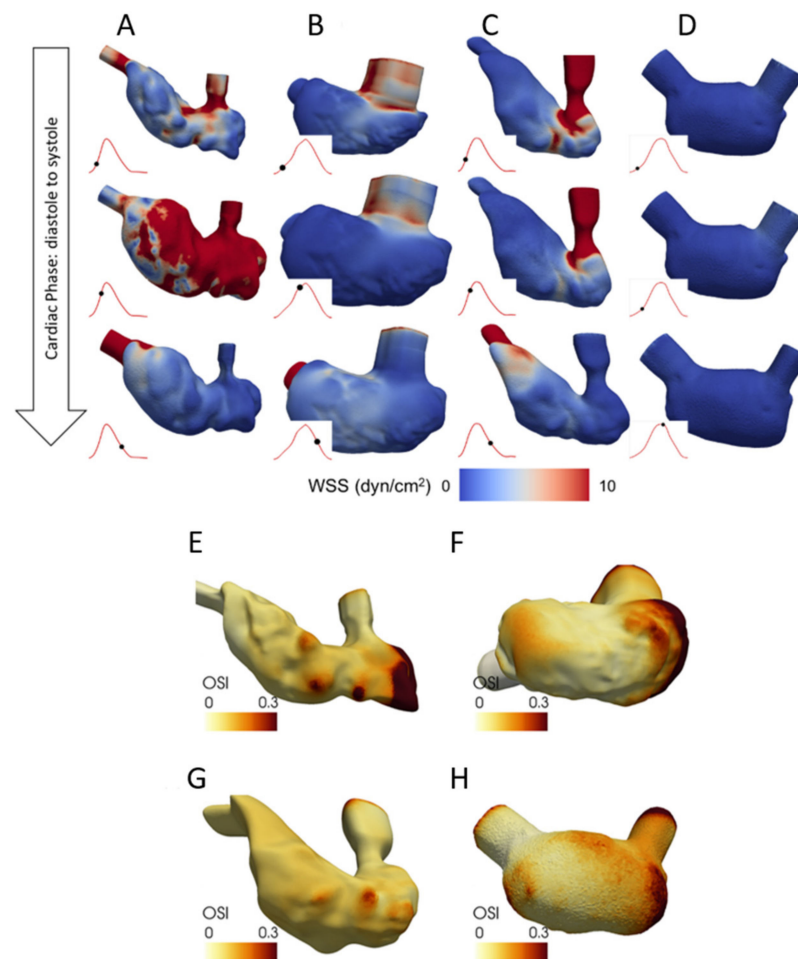 A B C D
Cardiac Phase: diastole to systole
WSS (dyn/cm²) 0 10
E F
OSI
0 0.3
OSI
0 0.3
G H
OSI
0 0.3
OSI
0 0.3